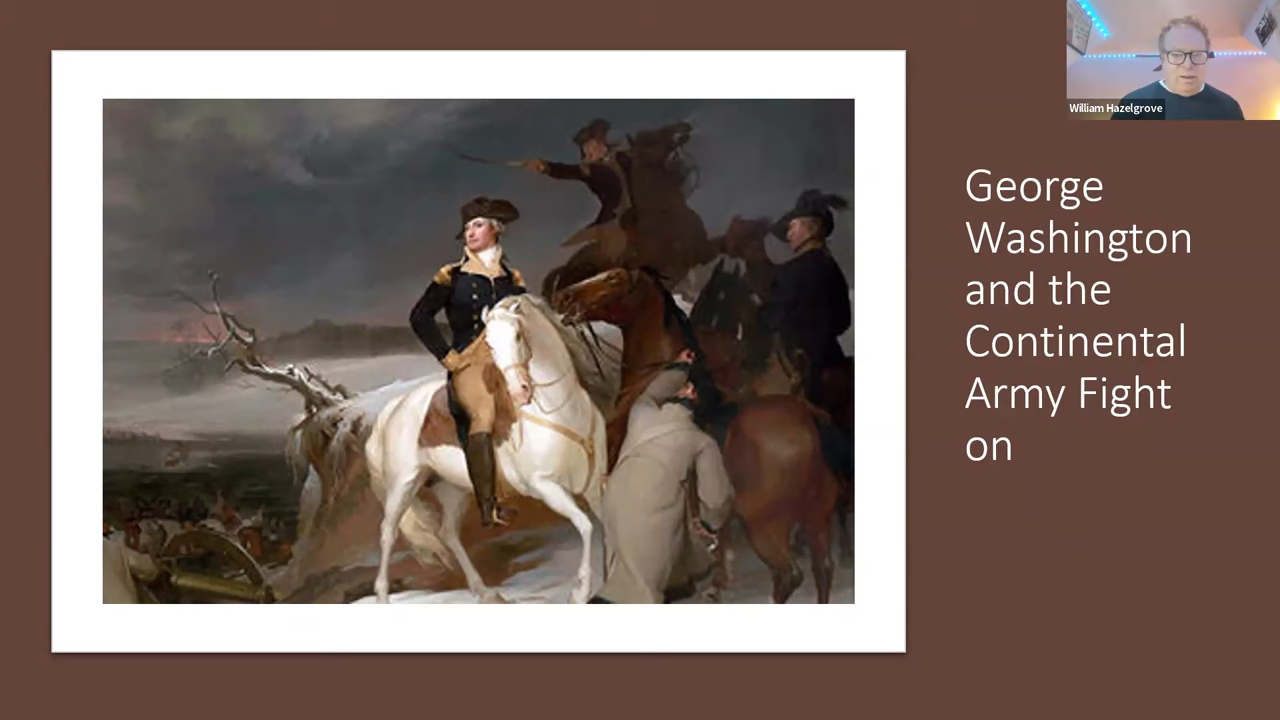 William Hazelgrove
George
Washington
and the
Continental
Army Fight
on